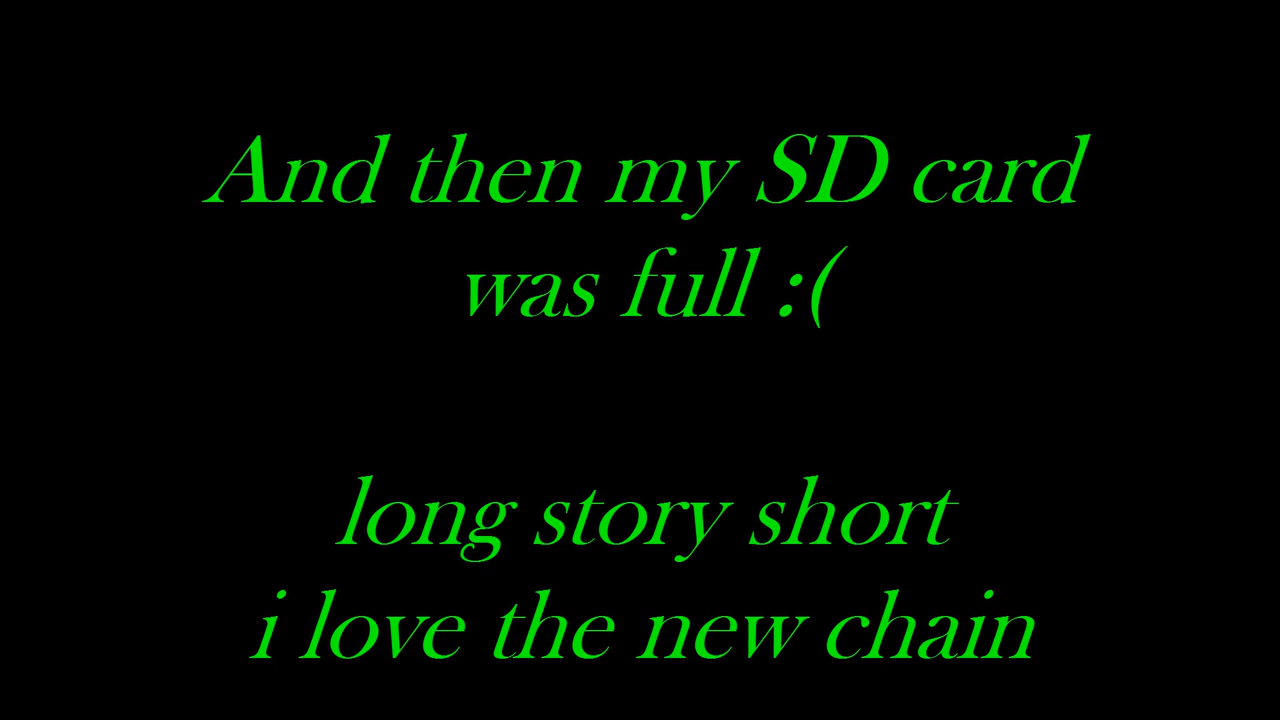 And then my SD card
was full :(
long story short
i love the new chain